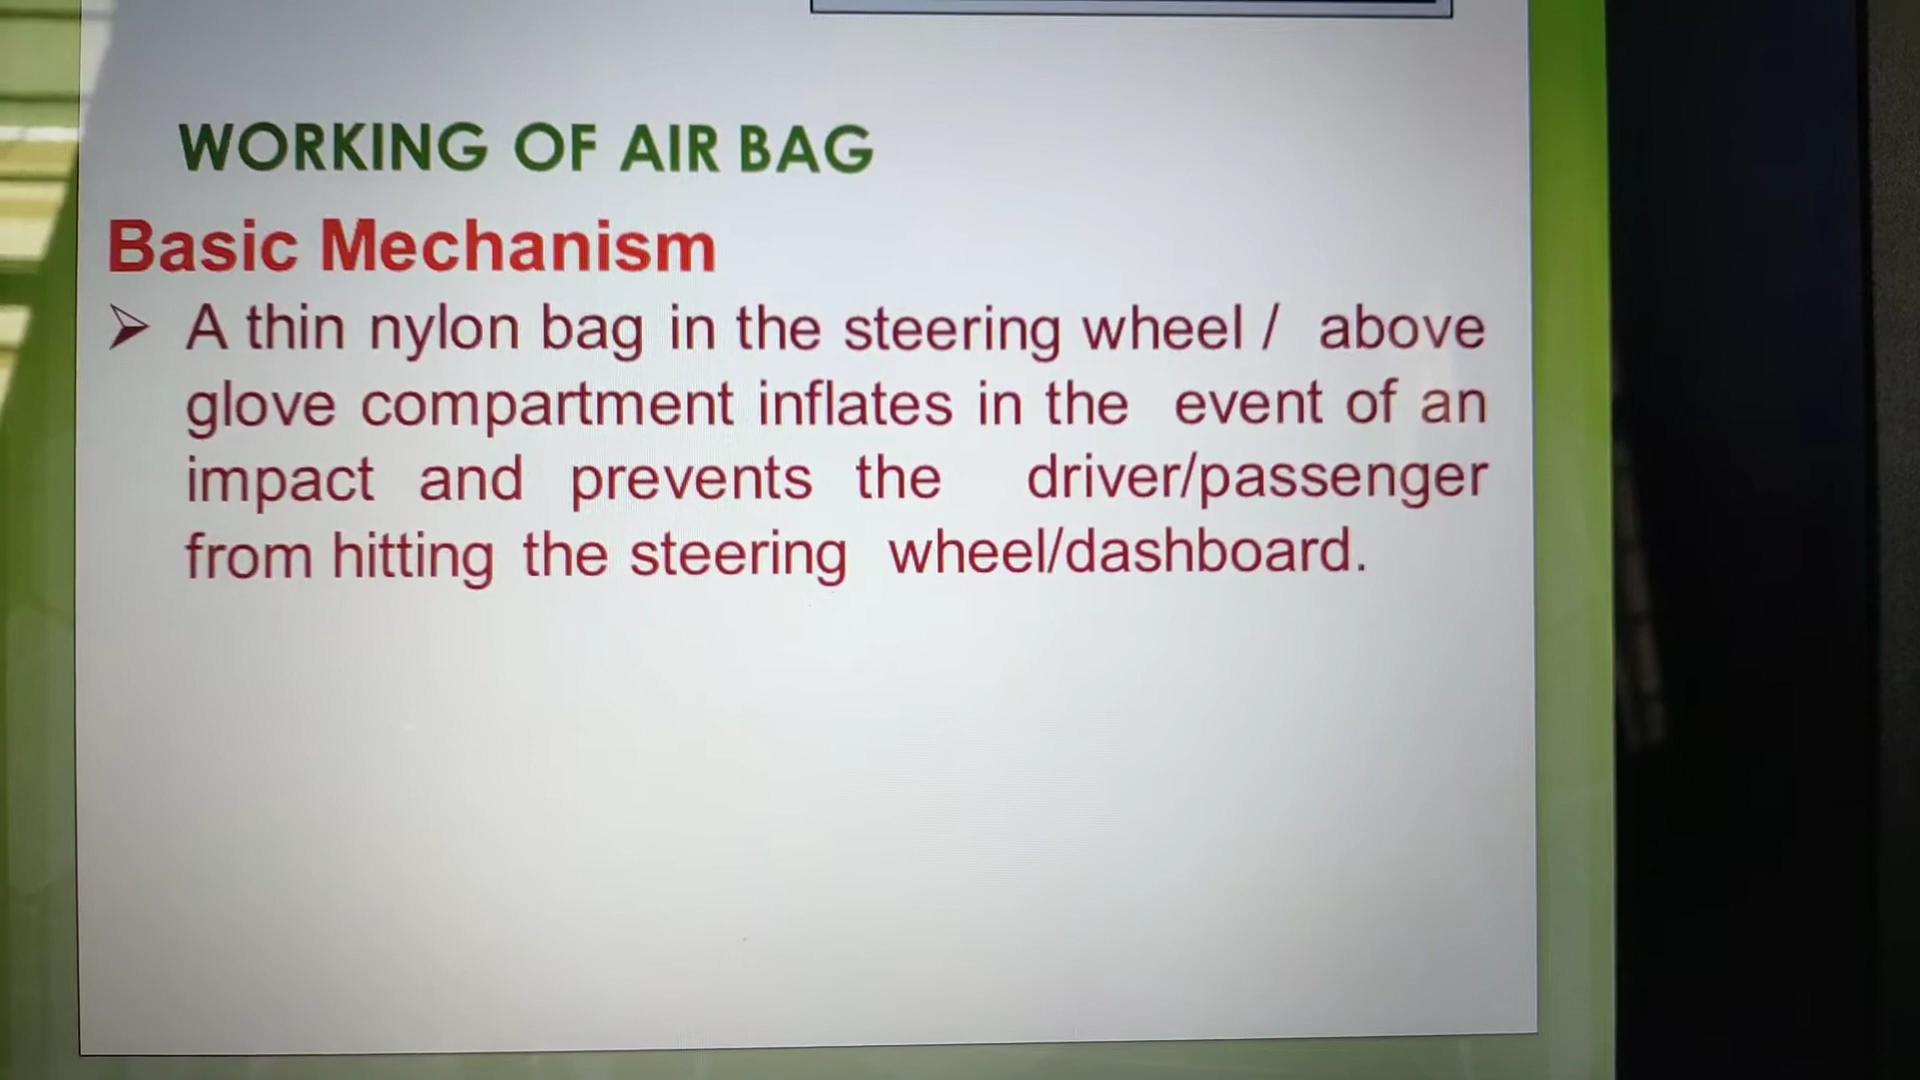 WORKING OF AIR BAG
Basic Mechanism
➢ A thin nylon bag in the steering wheel / above
glove compartment inflates in the event of an
impact and prevents the driver/passenger
from hitting the steering wheel/dashboard.